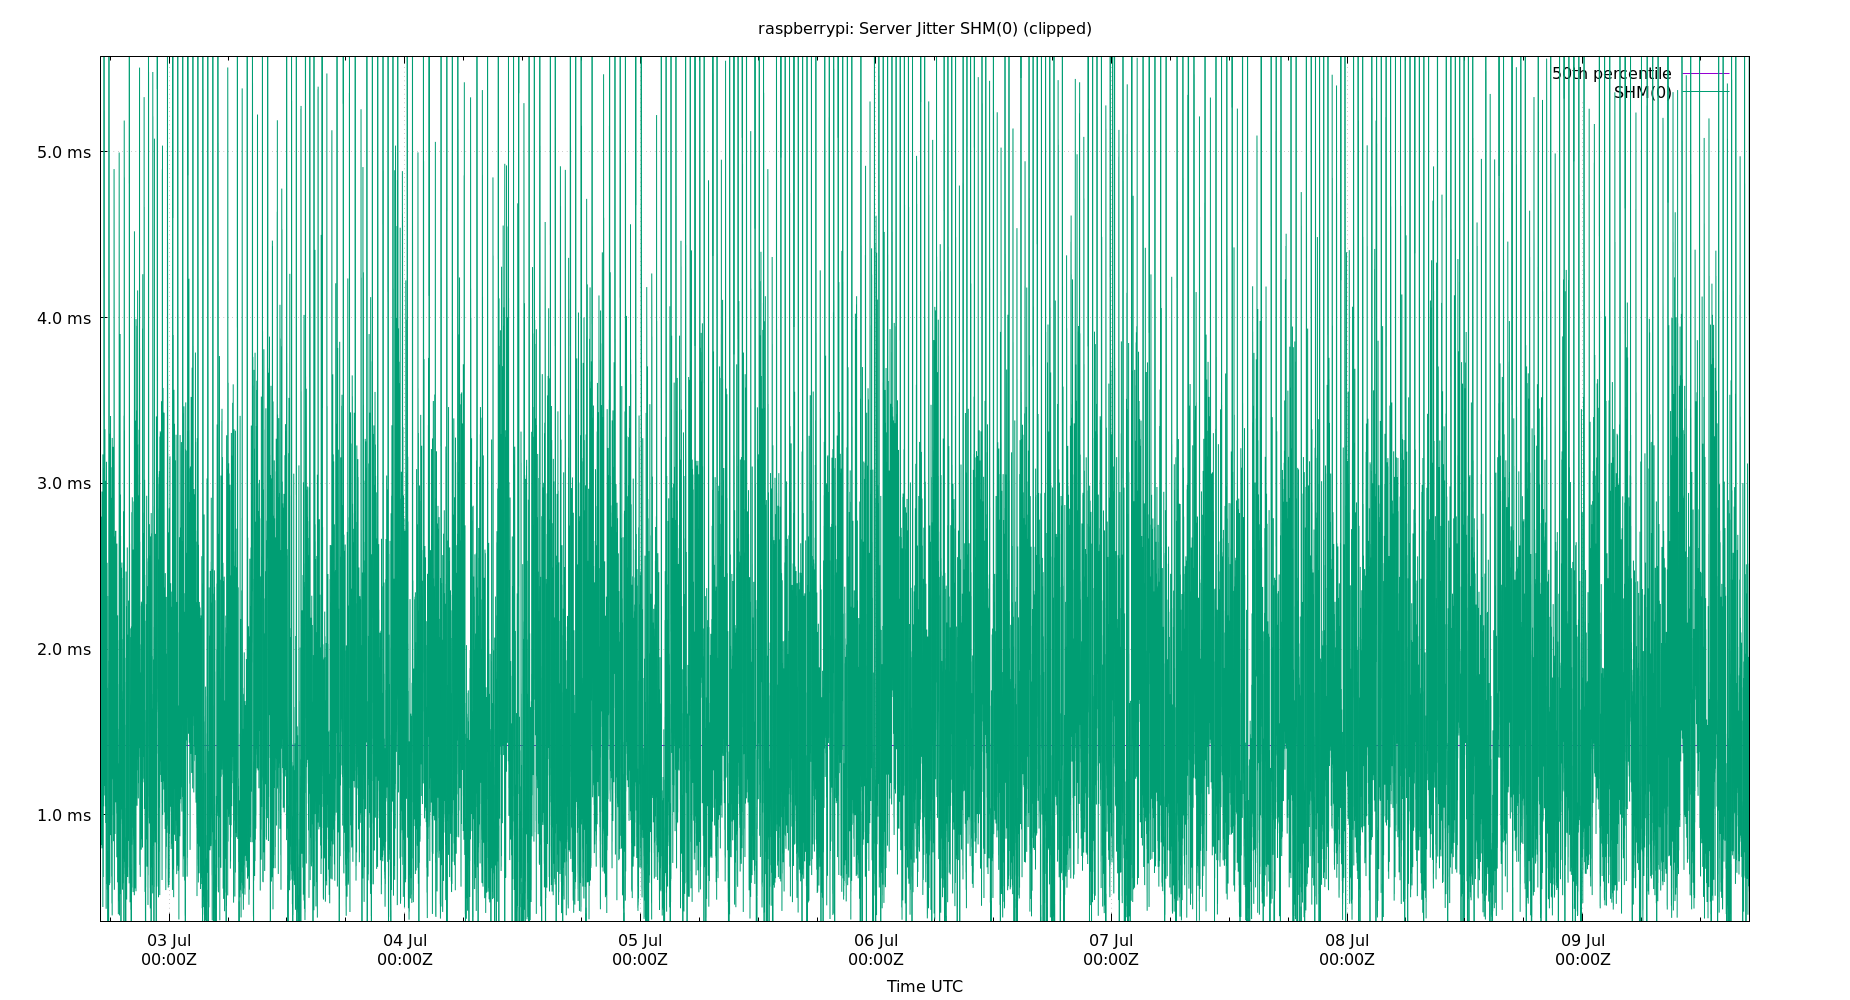 raspberrypi: Server Jitter SHM(0) (clipped)
50th percentile
SHM(0)
5.0 ms
4.0 ms
3.0 ms
2.0 ms
1.0 ms
03 Jul 04 Jul 05 Jul 06 Jul 07 Jul 08 Jul 09 Jul
00:00Z 00:00Z 00:00Z 00:00Z 00:00Z 00:00Z 00:00Z
Time UTC